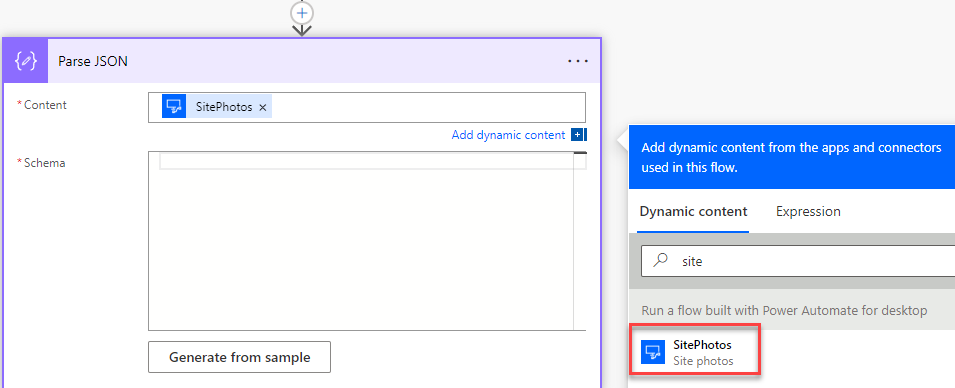 Parse JSON
* Content
SitePhotos ×
Add dynamic content
* Schema
Generate from sample
Add dynamic content from the apps and connectors
used in this flow.
Dynamic content
Expression
site
Run a flow built with Power Automate for desktop
SitePhotos
Site photos